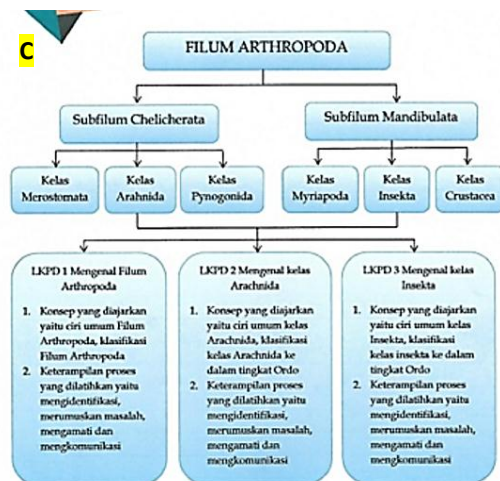 C
FILUM ARTHROPODA
Subfilum Chelicherata
Subfilum Mandibulata
Kelas
Merostomata
Kelas
Arahnida
Kelas
Pynogonida
Kelas
Myriapoda
Kelas
Insekta
Kelas
Crustacea
LKPD 1 Mengenal Filum
Arthropoda
1. Konsep yang diajarkan
yaitu ciri umum Filum
Arthropoda, klasifikasi
Filum Arthropoda
2. Keterampilan proses
yang dilatihkan yaitu
mengidentifikasi,
merumuskan masalah,
mengamati dan
mengkomunikasi
LKPD 2 Mengenal kelas
Arachnida
1. Konsep yang diajarkan
yaitu ciri umum kelas
Arachnida, klasifikasi
kelas Arachnida ke
dalam tingkat Ordo
2. Keterampilan proses
yang dilatihkan yaitu
mengidentifikasi,
merumuskan masalah,
mengamati dan
mengkomunikasi
LKPD 3 Mengenal kelas
Insekta
1. Konsep yang diajarkan
yaitu ciri umum kelas
Insekta, klasifikasi
kelas insekta ke dalam
tingkat Ordo
2. Keterampilan proses
yang dilatihkan yaitu
mengidentifikasi,
merumuskan masalah,
mengamati dan
mengkomunikasi